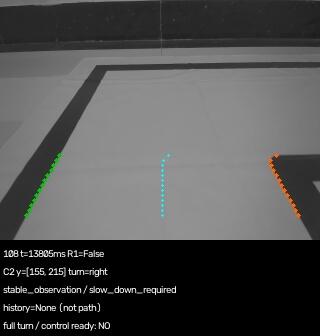 108 t=13805ms R1=False
C2 y=[155, 215] turn=right
stable_observation / slow_down_required
history=None (not path)
full turn / control ready: NO